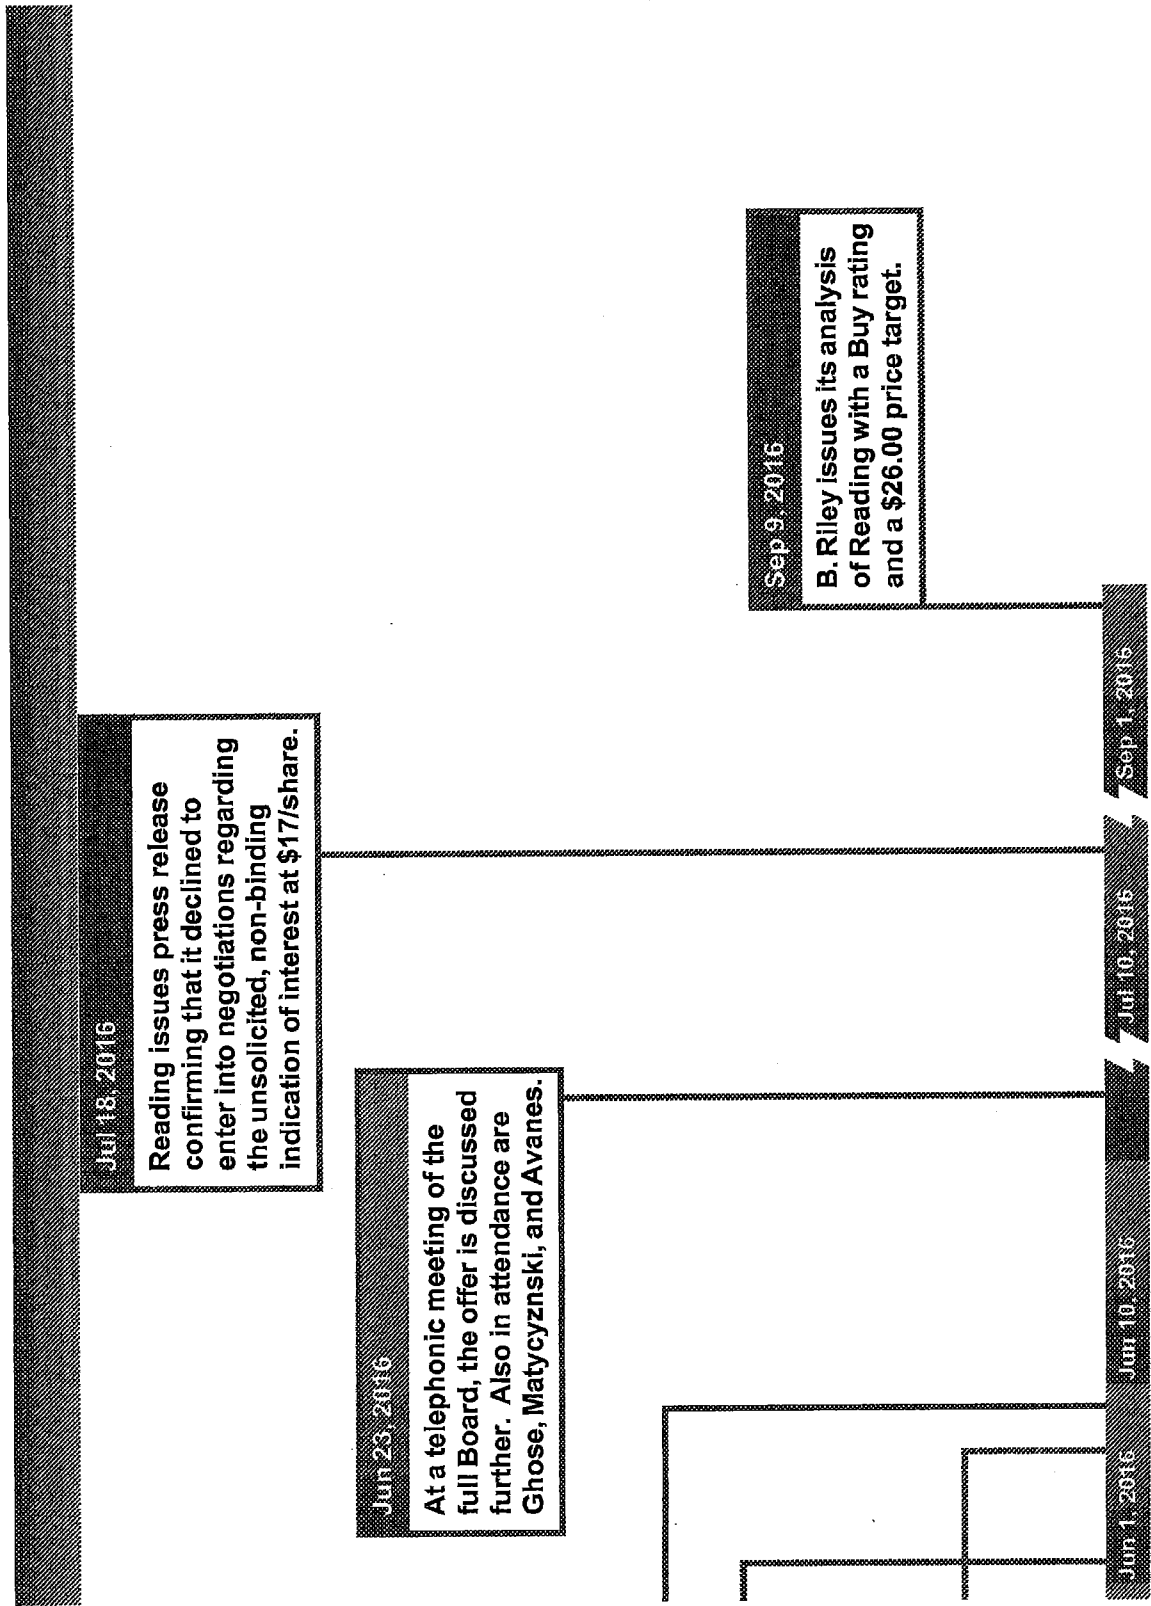 Jul 18, 2016
Reading issues press release
confirming that it declined to
enter into negotiations regarding
the unsolicited, non-binding
indication of interest at $17/share.
Jun 23, 2016
At a telephonic meeting of the
full Board, the offer is discussed
further. Also in attendance are
Ghose, Matycyznski, and Avanes.
Sep 9, 2016
B. Riley issues its analysis
of Reading with a Buy rating
and a $26.00 price target.
Jun 1, 2016
Jun 10, 2016
Jul 10, 2016
Sep 1, 2016